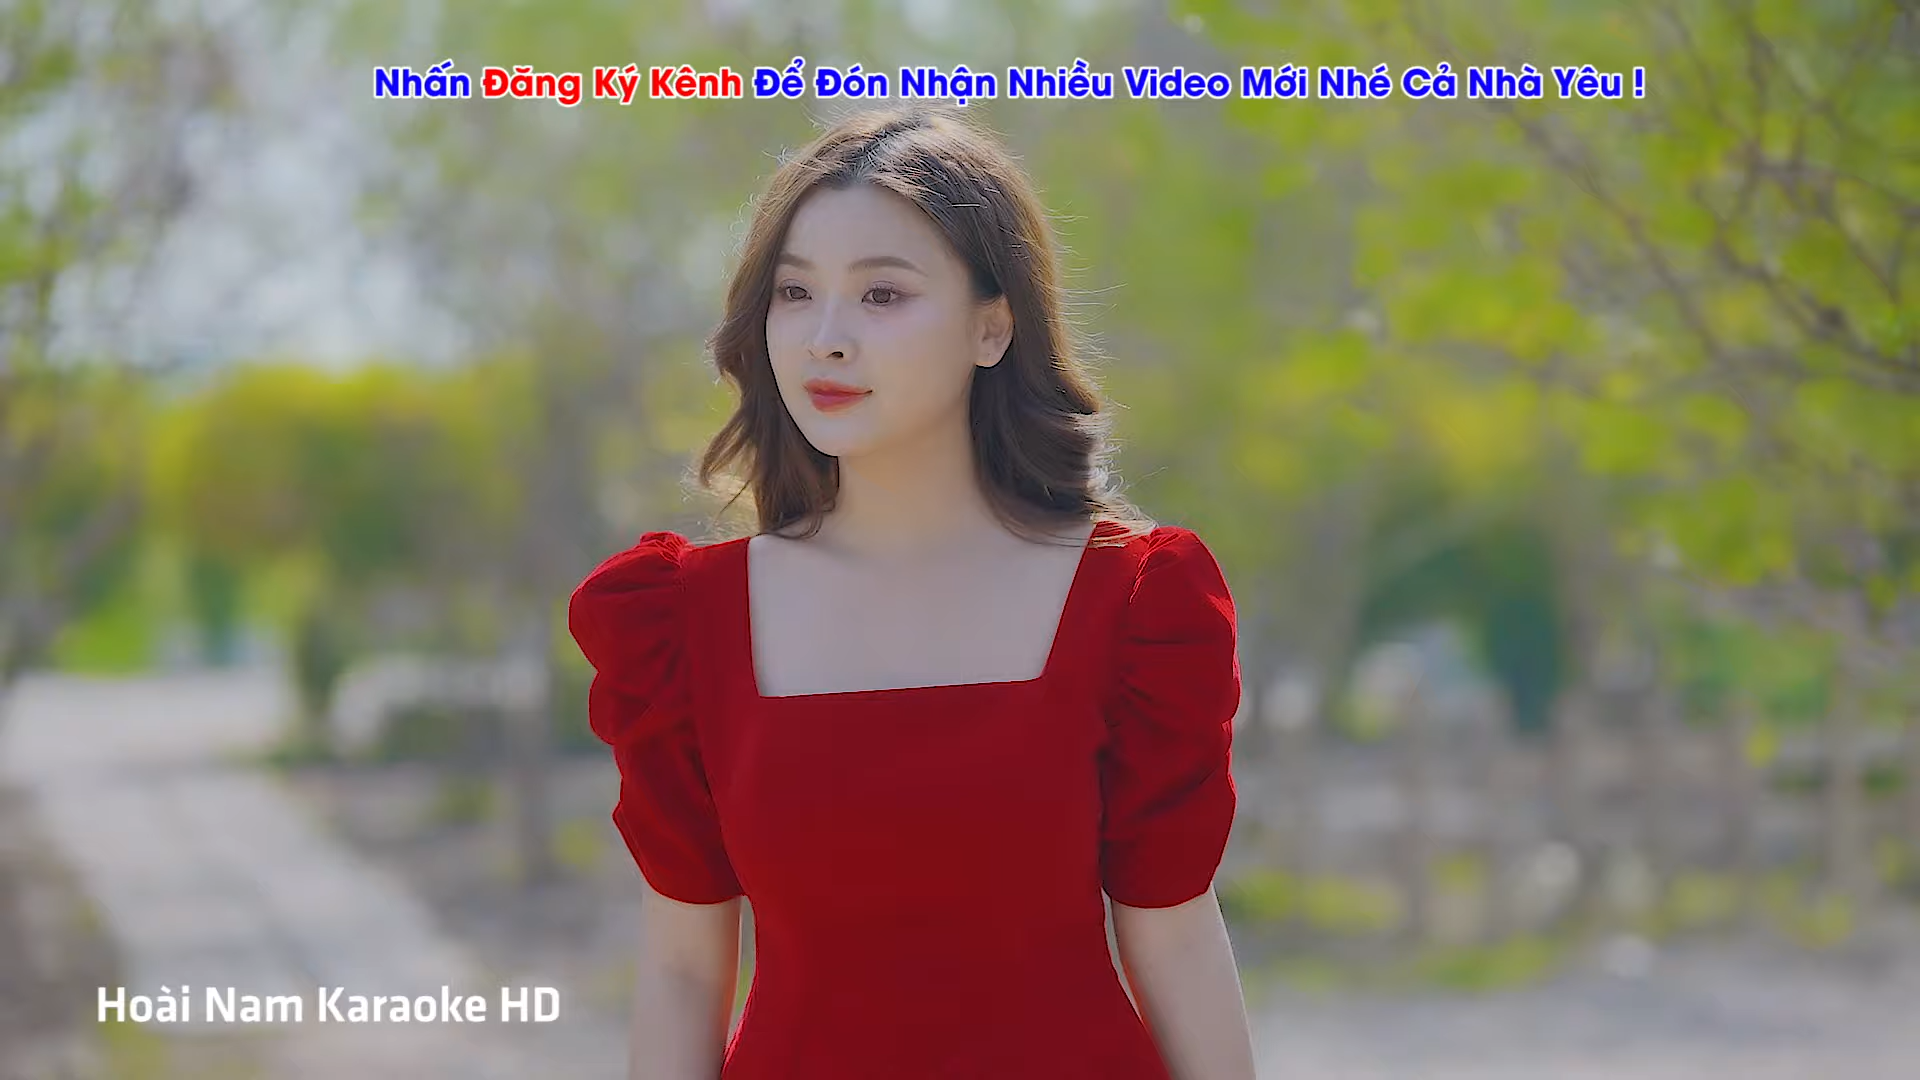 Nhấn Đăng Ký Kênh Để Đón Nhận Nhiều Video Mới Nhé Cả Nhà Yêu !
Hoài Nam Karaoke HD